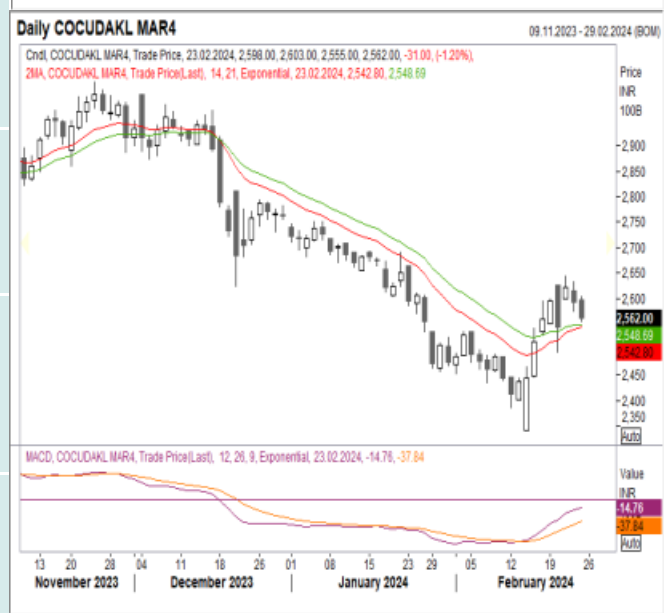 Daily COCUDAKL MAR4
09.11.2023 - 29.02.2024 (BOM)
Cndl, COCUDAKL MAR4, Trade Price, 23.02.2024, 2,598.00, 2,603.00, 2,555.00, 2,562.00, -31.00, (-1.20%),
2MA, COCUDAKL MAR4, Trade Price(Last), 14, 21, Exponential, 23.02.2024, 2,542.80, 2,548.69
Price
INR
100B
2,900
2,850
2,800
2,750
2,700
2,650
2,600
2,562.00
2,548.69
2,542.80
2,450
2,400
2,350
Auto
MACD, COCUDAKL MAR4, Trade Price(Last), 12, 26, 9, Exponential, 23.02.2024, -14.76, -37.84
Value
INR
-14.76
-37.84
Auto
13 20 28 04 11 18 26 01 08 15 23 29 05 12 19 26
November 2023 December 2023 January 2024 February 2024